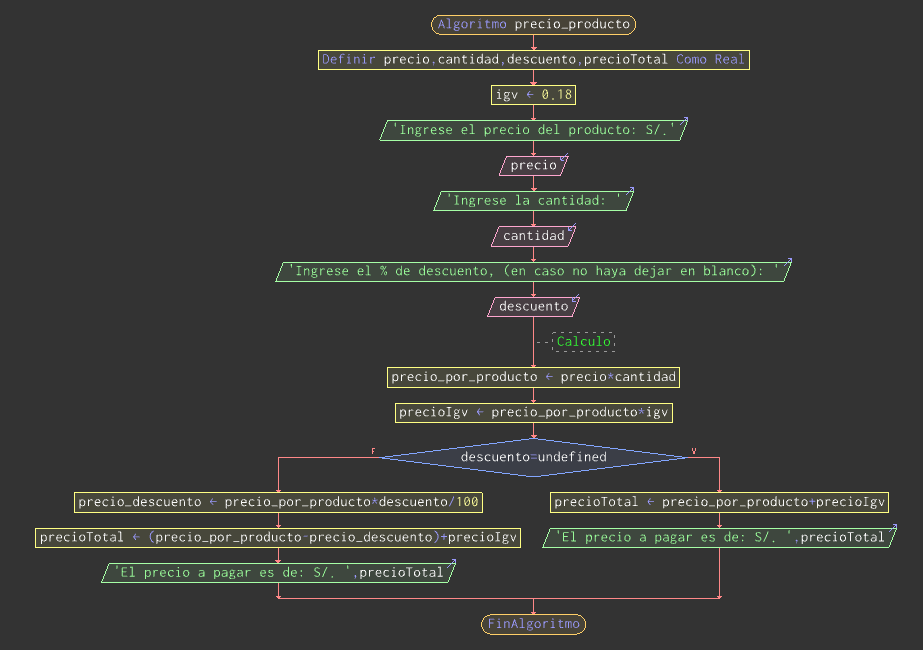 Algoritmo precio_producto
Definir precio,cantidad,descuento,precioTotal Como Real
igv ← 0.18
'Ingrese el precio del producto: S/.'
precio
'Ingrese la cantidad: '
cantidad
'Ingrese el % de descuento, (en caso no haya dejar en blanco): '
descuento
Calculo
precio_por_producto ← precio*cantidad
precioIgv ← precio_por_producto*igv
F
V
descuento=undefined
precio_descuento ← precio_por_producto*descuento/100
precioTotal ← precio_por_producto+precioIgv
precioTotal ← (precio_por_producto-precio_descuento)+precioIgv
'El precio a pagar es de: S/. ',precioTotal
'El precio a pagar es de: S/. ',precioTotal
FinAlgoritmo